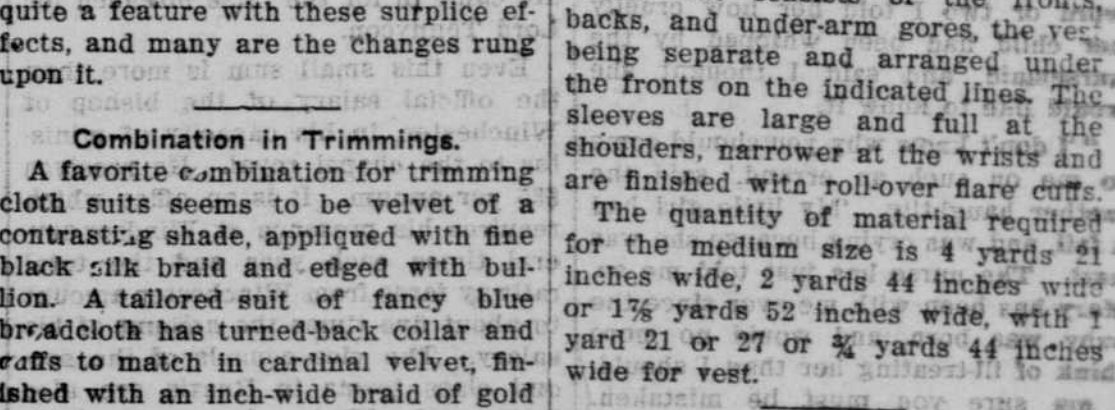 quite a feature with these surplice ef-
fects, and many are the changes rung
upon it.
Combination in Trimmings.
A favorite combination for trimming
cloth suits seems to be velvet of a
contrasting shade, appliqued with fine
black silk braid and edged with bul-
lion. A tailored suit of fancy blue
broadcloth has turned-back collar and
cuffs to match in cardinal velvet, fin-
ished with an inch-wide braid of gold
backs, and under-arm gores, the vest
being separate and arranged under
the fronts on the indicated lines. The
sleeves are large and full at the
shoulders, narrower at the wrists and
are finished with roll-over flare cuffs.
The quantity of material required
for the medium size is 4 yards 21
inches wide, 2 yards 44 inches wide
or 1⅞ yards 52 inches wide, with 1
yard 21 or 27 or ¾ yards 44 inches
wide for vest.